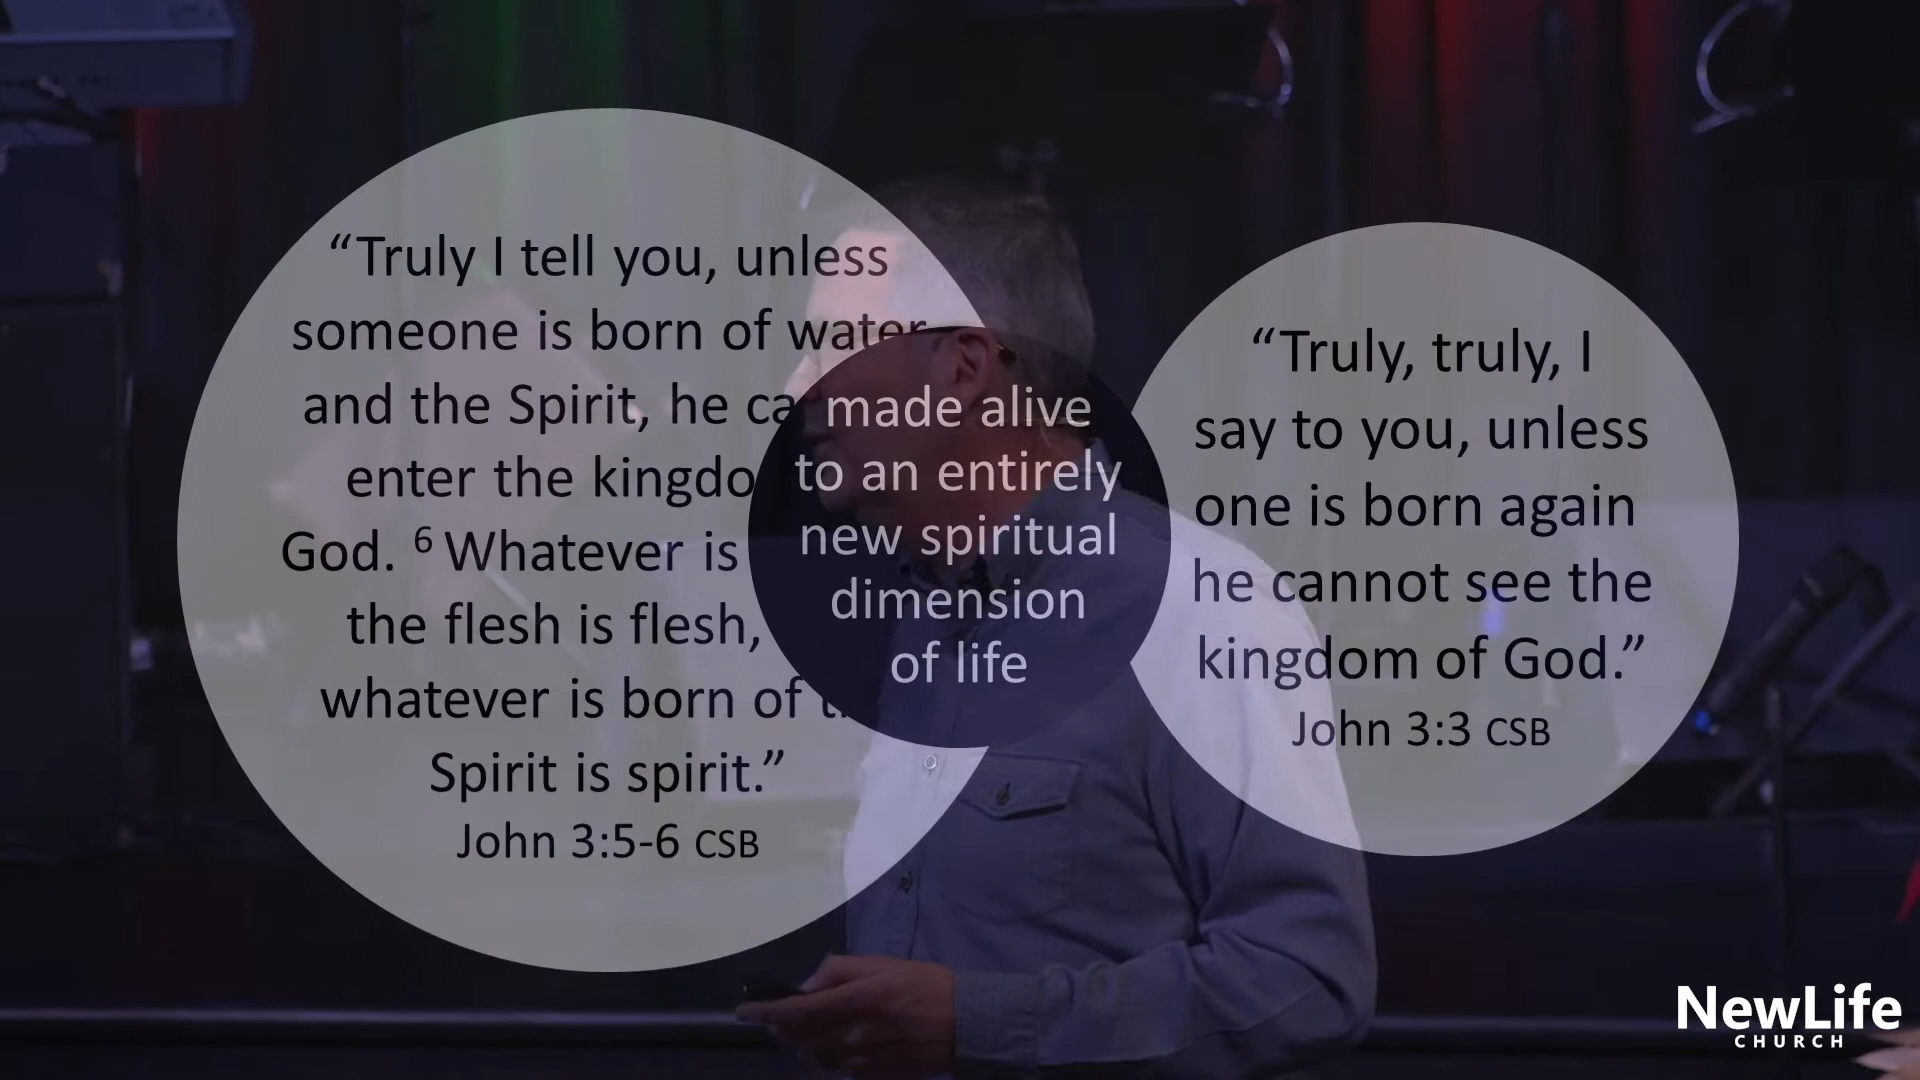 “Truly I tell you, unless
someone is born of water
and the Spirit, he
enter the
God. 6 Whatever is
the flesh is flesh,
whatever is born of
Spirit is spirit.”
John 3:5-6 CSB
made alive
to an entirely
new spiritual
dimension
of life
“Truly, truly, I
say to you, unless
one is born again
he cannot see the
kingdom of God.”
John 3:3 CSB
NewLife
CHURCH